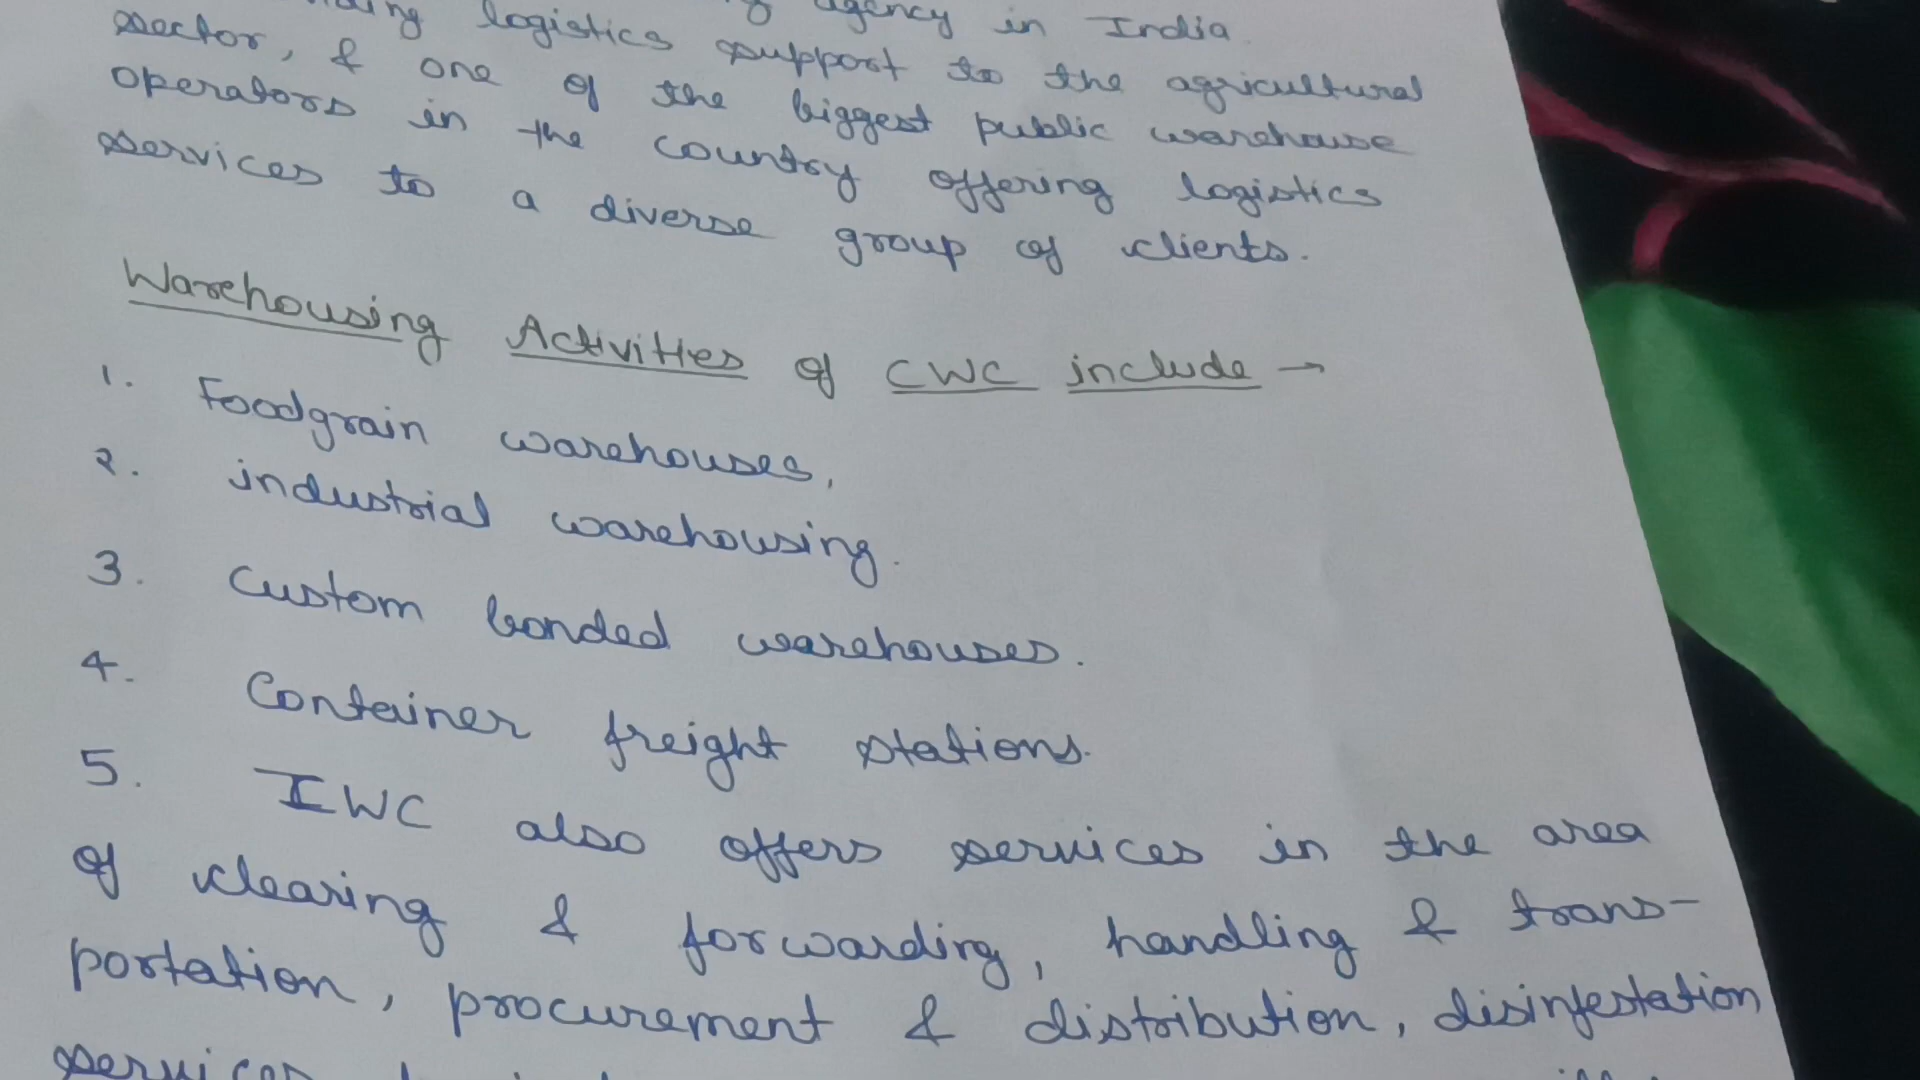 agency in India
logistics support to the agricultural
sector, & one of the biggest public warehouse
operators in the country offering logistics
services to a diverse group of clients.
Warehousing Activities of CWC include →
1. Foodgrain warehouses,
2. industrial warehousing.
3. Custom bonded warehouses.
4. Container freight stations.
5. IWC also offers services in the area
of clearing & forwarding, handling & trans-
portation, procurement & distribution, disinfestation
services